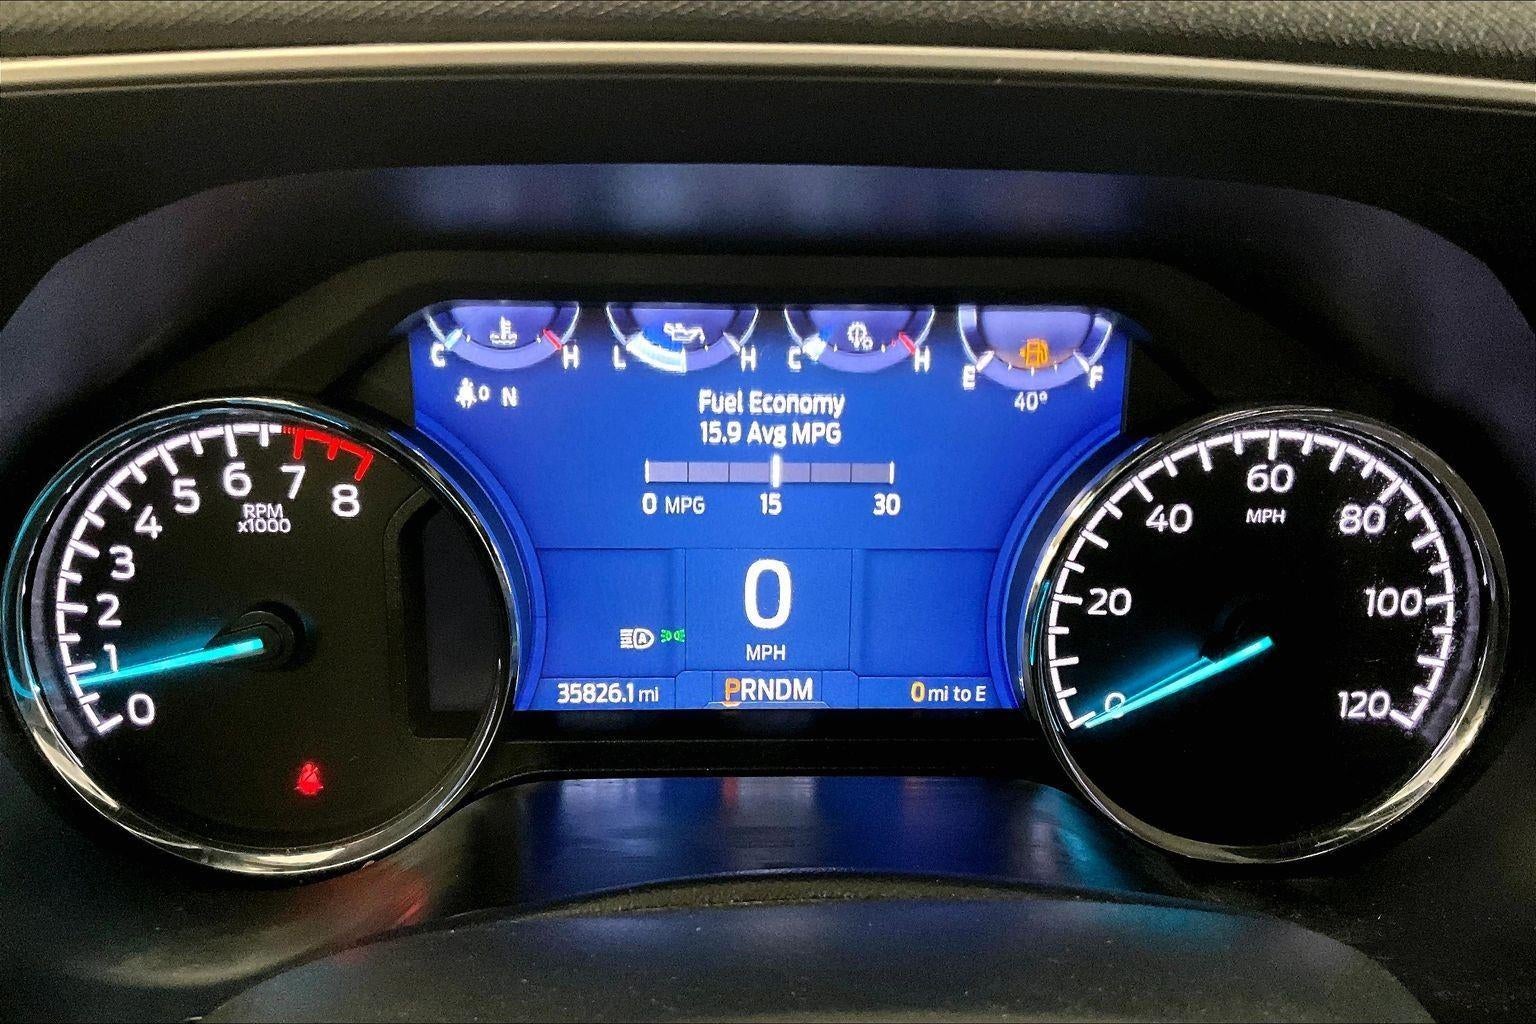 C H
L H
C H
E F
0 N
40°
Fuel Economy
15.9 Avg MPG
0 MPG 15 30
0 1 2 3 4 5 6 7 8
RPM
x1000
0 20 40 60 80 100 120
MPH
0
MPH
A
35826.1 mi
PRNDM
0 mi to E